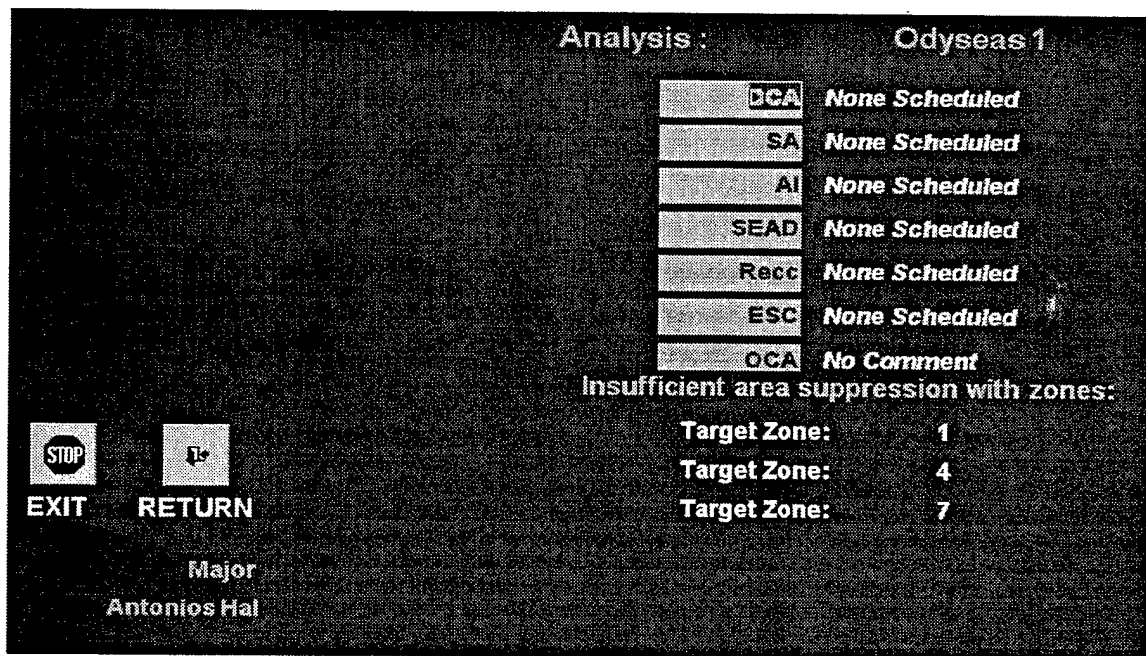 Analysis : Odyseas 1
DCA None Scheduled
SA None Scheduled
AI None Scheduled
SEAD None Scheduled
Recc None Scheduled
ESC None Scheduled
OCA No Comment
Insufficient area suppression with zones:
Target Zone: 1
Target Zone: 4
Target Zone: 7
STOP
EXIT RETURN
Major
Antonios Hal